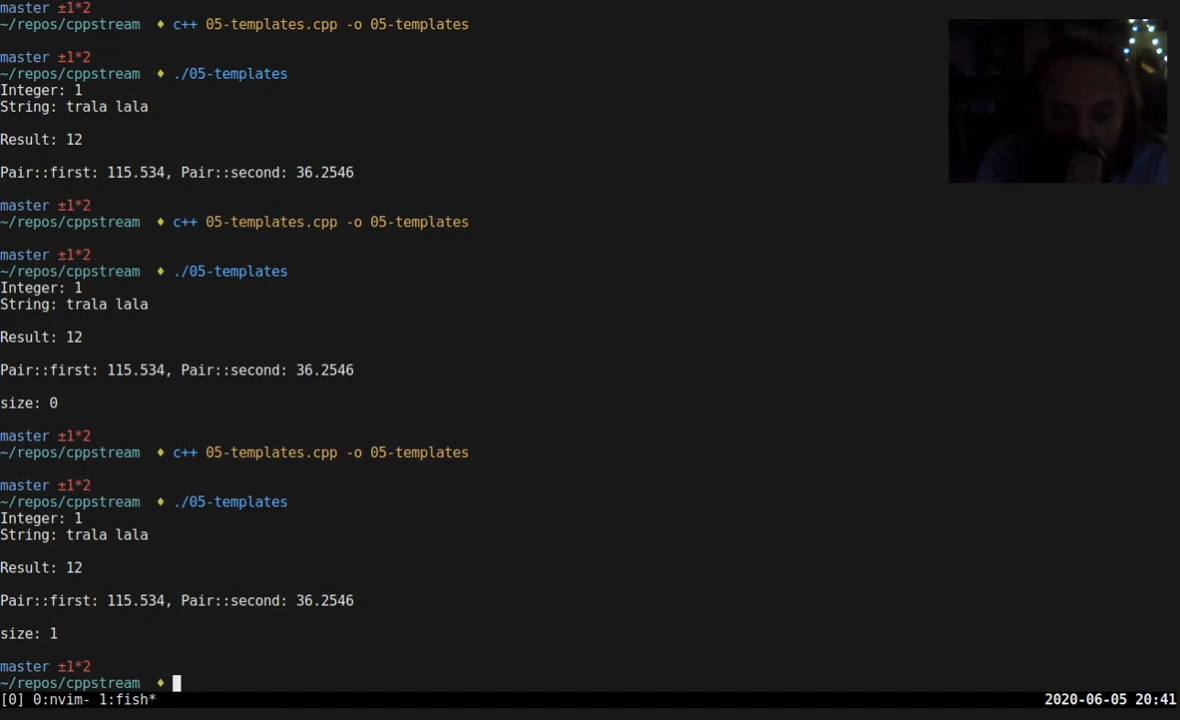 master ±1*2
~/repos/cppstream ♦ c++ 05-templates.cpp -o 05-templates
master ±1*2
~/repos/cppstream ♦ ./05-templates
Integer: 1
String: trala lala
Result: 12
Pair::first: 115.534, Pair::second: 36.2546
master ±1*2
~/repos/cppstream ♦ c++ 05-templates.cpp -o 05-templates
master ±1*2
~/repos/cppstream ♦ ./05-templates
Integer: 1
String: trala lala
Result: 12
Pair::first: 115.534, Pair::second: 36.2546
size: 0
master ±1*2
~/repos/cppstream ♦ c++ 05-templates.cpp -o 05-templates
master ±1*2
~/repos/cppstream ♦ ./05-templates
Integer: 1
String: trala lala
Result: 12
Pair::first: 115.534, Pair::second: 36.2546
size: 1
master ±1*2
~/repos/cppstream ♦
[0] 0:nvim- 1:fish* 2020-06-05 20:41